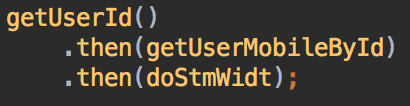 getUserId()
.then(getUserMobileById)
.then(doStmWidt);